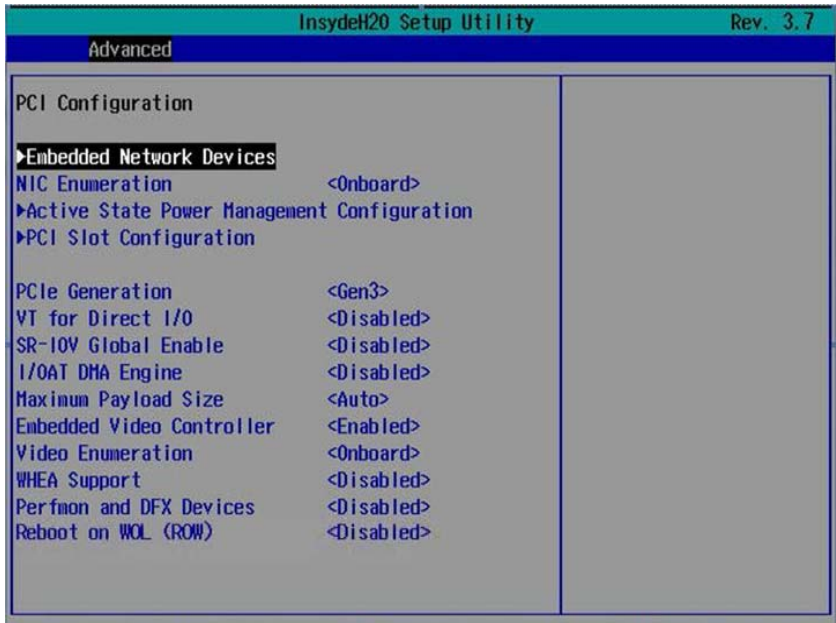 InsydeH20 Setup Utility Rev. 3.7
Advanced
PCI Configuration
▶Embedded Network Devices
NIC Enumeration <Onboard>
▶Active State Power Management Configuration
▶PCI Slot Configuration
PCIe Generation <Gen3>
VT for Direct I/O <Disabled>
SR-IOV Global Enable <Disabled>
I/OAT DMA Engine <Disabled>
Maximum Payload Size <Auto>
Embedded Video Controller <Enabled>
Video Enumeration <Onboard>
WHEA Support <Disabled>
Perfmon and DFX Devices <Disabled>
Reboot on WOL (ROW) <Disabled>